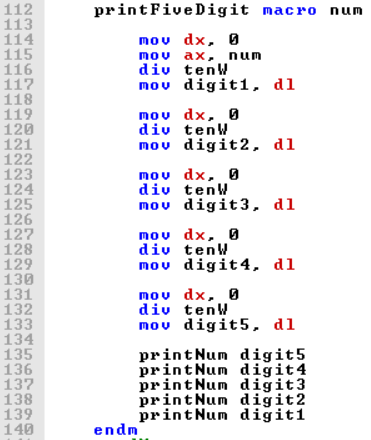 112 printFiveDigit macro num
113
114 mov dx, 0
115 mov ax, num
116 div tenW
117 mov digit1, dl
118
119 mov dx, 0
120 div tenW
121 mov digit2, dl
122
123 mov dx, 0
124 div tenW
125 mov digit3, dl
126
127 mov dx, 0
128 div tenW
129 mov digit4, dl
130
131 mov dx, 0
132 div tenW
133 mov digit5, dl
134
135 printNum digit5
136 printNum digit4
137 printNum digit3
138 printNum digit2
139 printNum digit1
140 endm